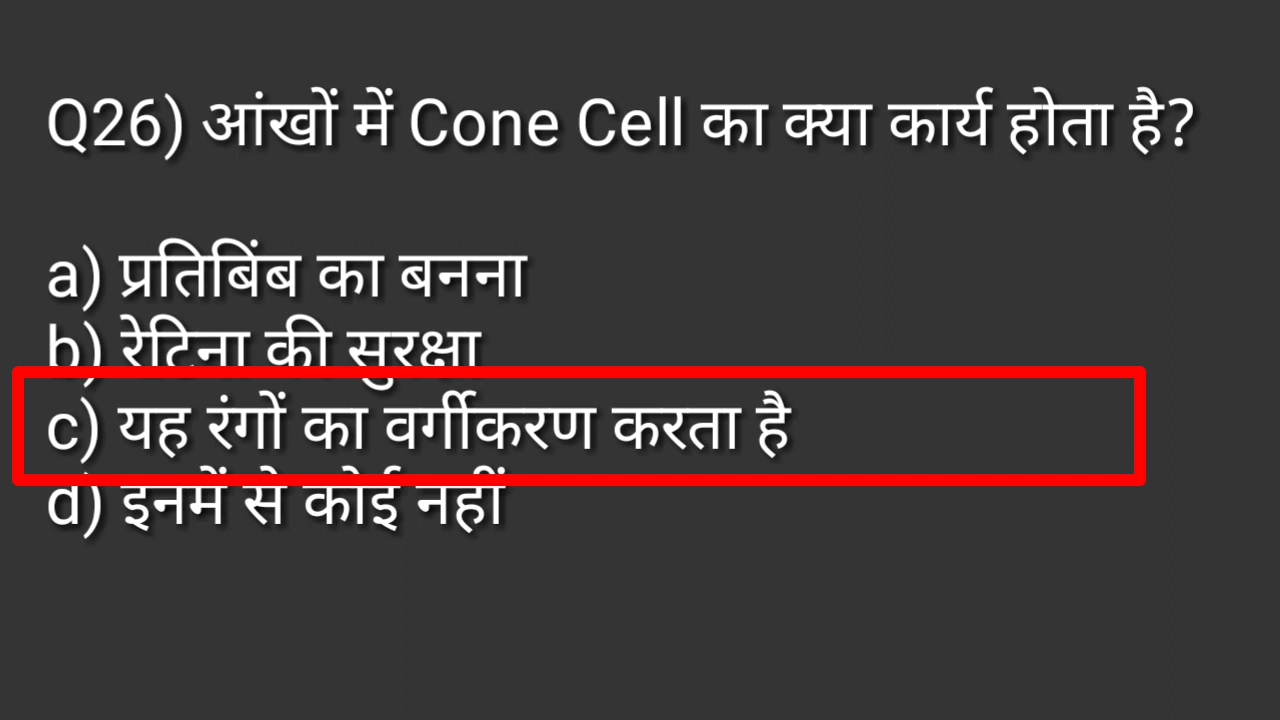 Q26) आंखों में Cone Cell का क्या कार्य होता है?
a) प्रतिबिंब का बनना
b) रेटिना की सुरक्षा
c) यह रंगों का वर्गीकरण करता है
d) इनमें से कोई नहीं